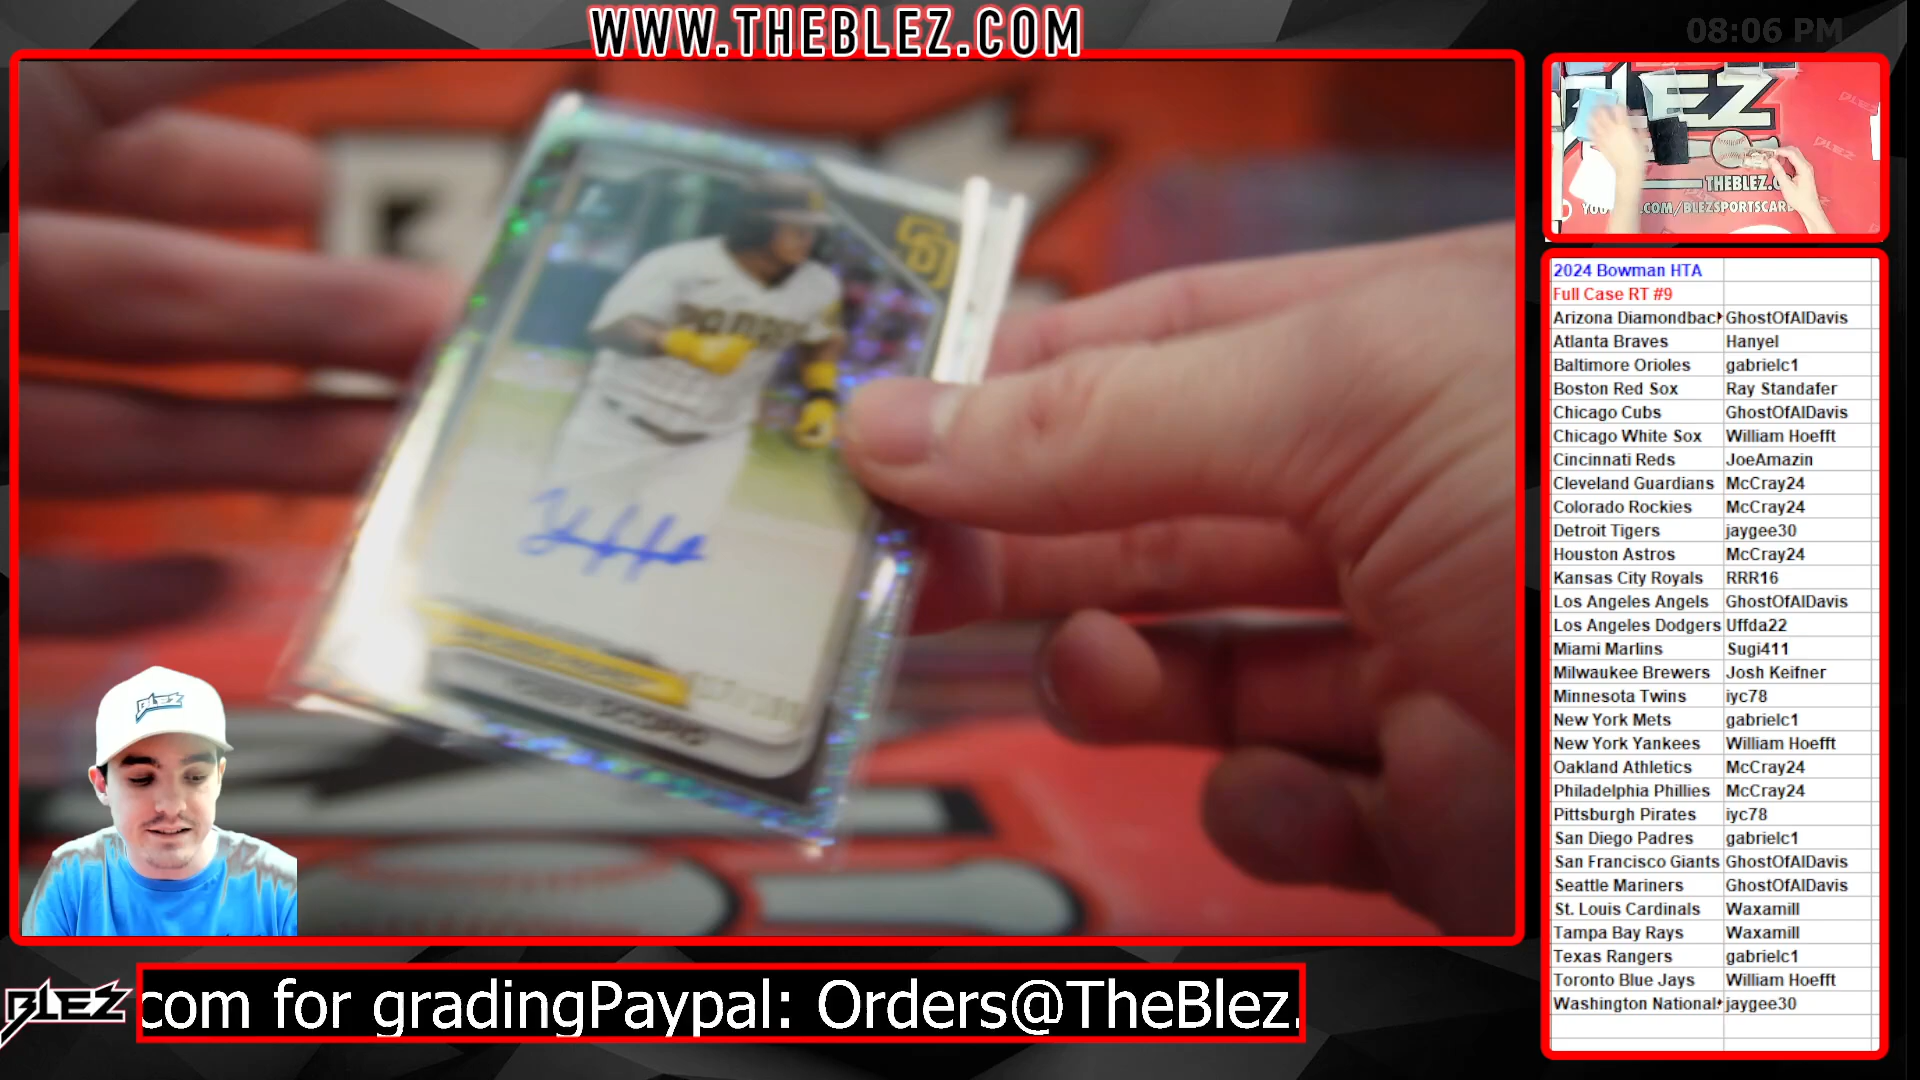 WWW.THEBLEZ.COM
08:06 PM
BLEZ
THEBLEZ.C
.COM/BLEZSPORTSCAR
2024 Bowman HTA
Full Case RT #9
Arizona Diamondbac GhostOfAlDavis
Atlanta Braves Hanyel
Baltimore Orioles gabrielc1
Boston Red Sox Ray Standafer
Chicago Cubs GhostOfAlDavis
Chicago White Sox William Hoefft
Cincinnati Reds JoeAmazin
Cleveland Guardians McCray24
Colorado Rockies McCray24
Detroit Tigers jaygee30
Houston Astros McCray24
Kansas City Royals RRR16
Los Angeles Angels GhostOfAlDavis
Los Angeles Dodgers Uffda22
Miami Marlins Sugi411
Milwaukee Brewers Josh Keifner
Minnesota Twins iyc78
New York Mets gabrielc1
New York Yankees William Hoefft
Oakland Athletics McCray24
Philadelphia Phillies McCray24
Pittsburgh Pirates iyc78
San Diego Padres gabrielc1
San Francisco Giants GhostOfAlDavis
Seattle Mariners GhostOfAlDavis
St. Louis Cardinals Waxamill
Tampa Bay Rays Waxamill
Texas Rangers gabrielc1
Toronto Blue Jays William Hoefft
Washington National jaygee30
SD
BLEZ
BLEZ
com for gradingPaypal: Orders@TheBlez.